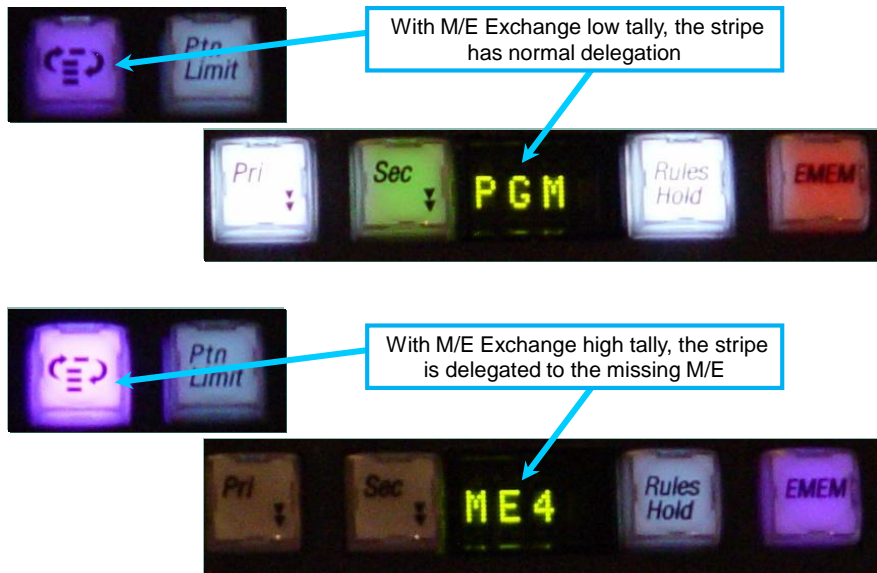 Ptn
Limit
With M/E Exchange low tally, the stripe
has normal delegation
Pri
Sec
PGM
Rules
Hold
EMEM
Ptn
Limit
With M/E Exchange high tally, the stripe
is delegated to the missing M/E
Pri
Sec
ME4
Rules
Hold
EMEM